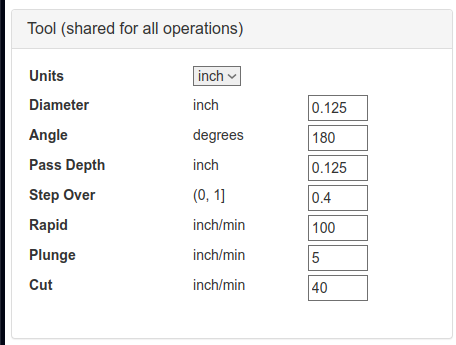 Tool (shared for all operations)
Units inch
Diameter inch 0.125
Angle degrees 180
Pass Depth inch 0.125
Step Over (0, 1] 0.4
Rapid inch/min 100
Plunge inch/min 5
Cut inch/min 40